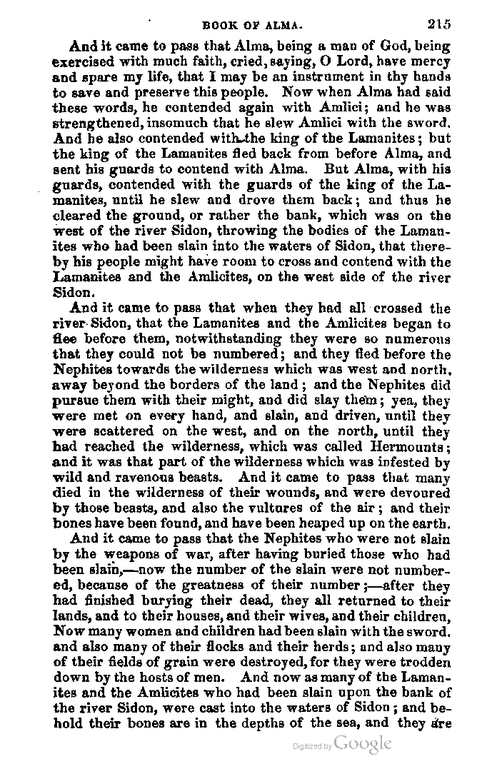 BOOK OF ALMA. 215
And it came to pass that Alma, being a man of God, being
exercised with much faith, cried, saying, O Lord, have mercy
and spare my life, that I may be an instrument in thy hands
to save and preserve this people. Now when Alma had said
these words, he contended again with Amlici; and he was
strengthened, insomuch that he slew Amlici with the sword.
And he also contended with the king of the Lamanites; but
the king of the Lamanites fled back from before Alma, and
sent his guards to contend with Alma. But Alma, with his
guards, contended with the guards of the king of the La-
manites, until he slew and drove them back; and thus he
cleared the ground, or rather the bank, which was on the
west of the river Sidon, throwing the bodies of the Laman-
ites who had been slain into the waters of Sidon, that there-
by his people might have room to cross and contend with the
Lamanites and the Amlicites, on the west side of the river
Sidon.
And it came to pass that when they had all crossed the
river Sidon, that the Lamanites and the Amlicites began to
flee before them, notwithstanding they were so numerous
that they could not be numbered; and they fled before the
Nephites towards the wilderness which was west and north,
away beyond the borders of the land; and the Nephites did
pursue them with their might, and did slay them; yea, they
were met on every hand, and slain, and driven, until they
were scattered on the west, and on the north, until they
had reached the wilderness, which was called Hermounts;
and it was that part of the wilderness which was infested by
wild and ravenous beasts. And it came to pass that many
died in the wilderness of their wounds, and were devoured
by those beasts, and also the vultures of the air; and their
bones have been found, and have been heaped up on the earth.
And it came to pass that the Nephites who were not slain
by the weapons of war, after having buried those who had
been slain,—now the number of the slain were not number-
ed, because of the greatness of their number;—after they
had finished burying their dead, they all returned to their
lands, and to their houses, and their wives, and their children,
Now many women and children had been slain with the sword,
and also many of their flocks and their herds; and also many
of their fields of grain were destroyed, for they were trodden
down by the hosts of men. And now as many of the Laman-
ites and the Amlicites who had been slain upon the bank of
the river Sidon, were cast into the waters of Sidon; and be-
hold their bones are in the depths of the sea, and they are
Digitized by Google